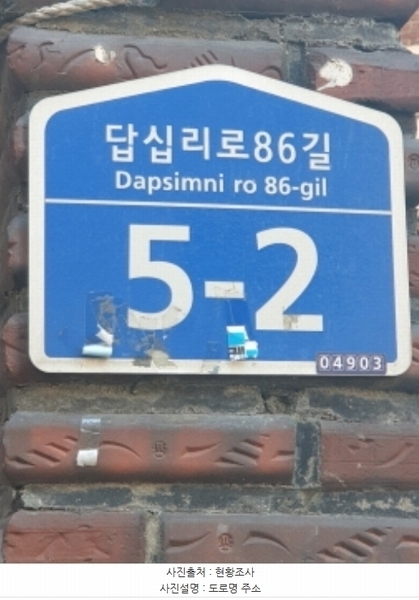 답십리로86길
Dapsimni ro 86-gil
5-2
04903
사진출처 : 현황조사
사진설명 : 도로명 주소